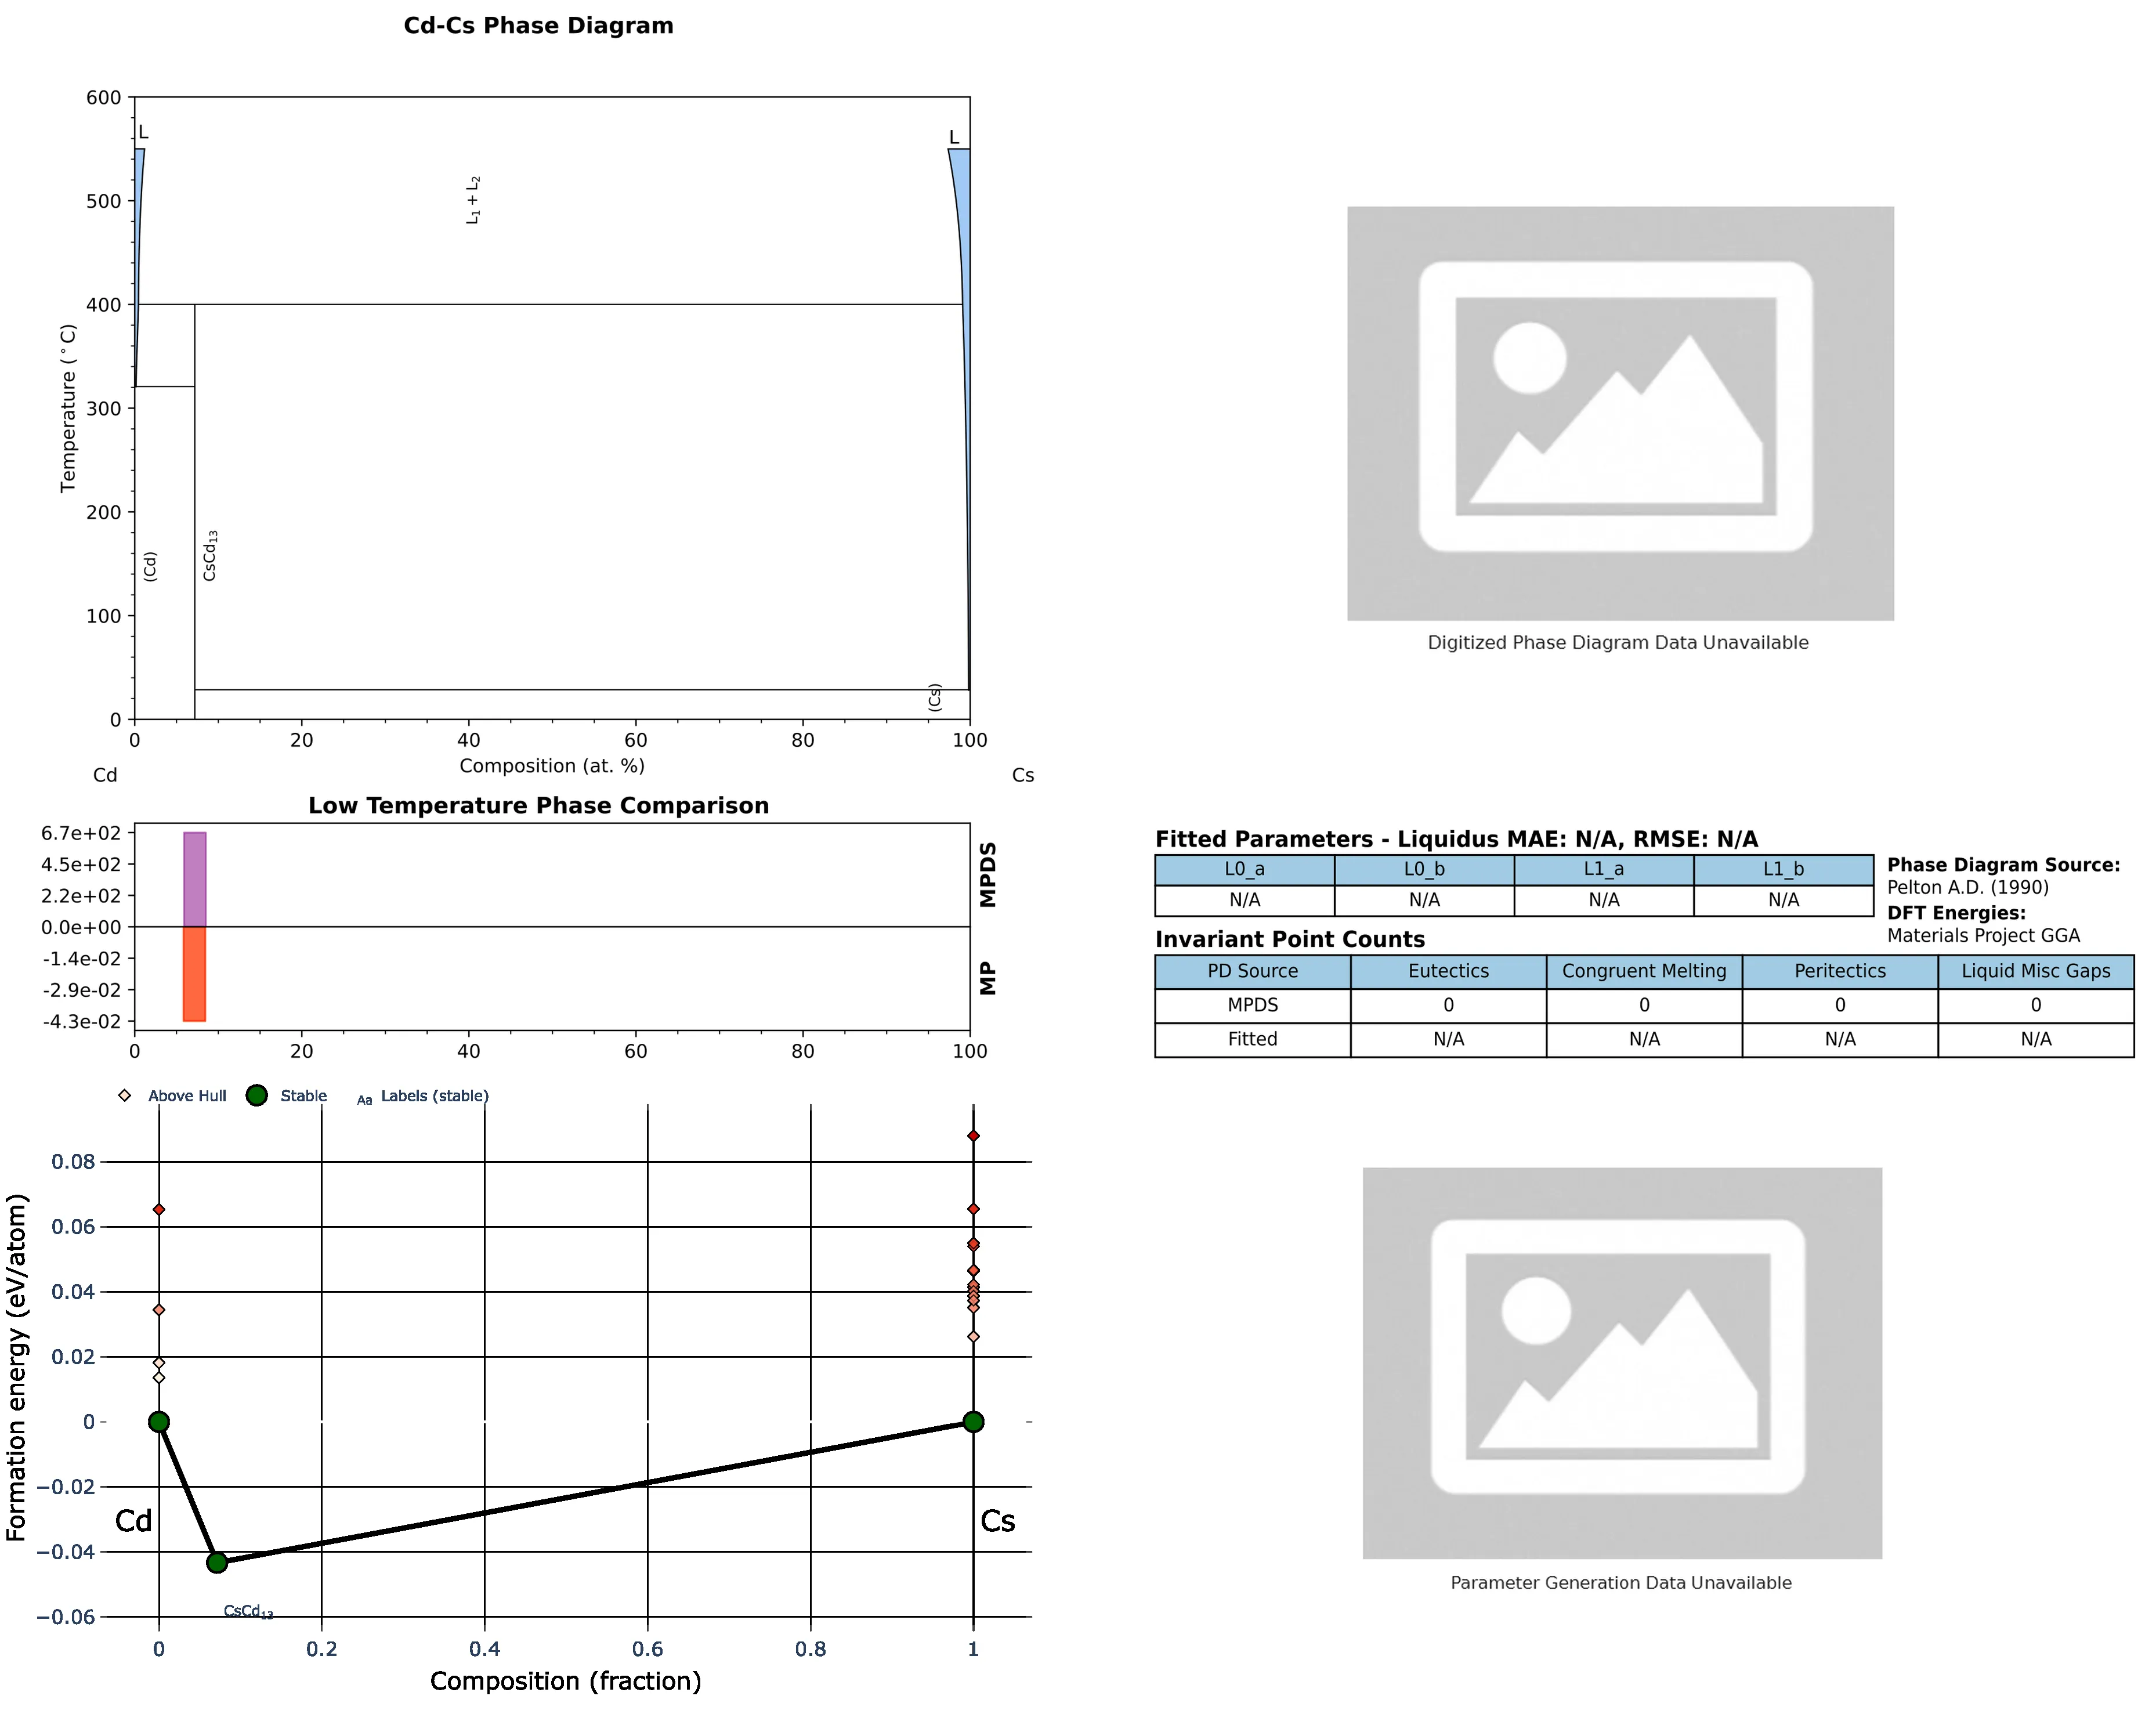 Cd-Cs Phase Diagram
600
500
400
300
200
100
0
Temperature (°C)
L
L
L₁ + L₂
(Cd)
CsCd₁₃
(Cs)
0 20 40 60 80 100
Composition (at. %)
Cd Cs
Digitized Phase Diagram Data Unavailable
Low Temperature Phase Comparison
6.7e+02
4.5e+02
2.2e+02
0.0e+00
-1.4e-02
-2.9e-02
-4.3e-02
MPDS
MP
0 20 40 60 80 100
Fitted Parameters - Liquidus MAE: N/A, RMSE: N/A
L0_a L0_b L1_a L1_b
N/A N/A N/A N/A
Phase Diagram Source:
Pelton A.D. (1990)
DFT Energies:
Materials Project GGA
Invariant Point Counts
PD Source Eutectics Congruent Melting Peritectics Liquid Misc Gaps
MPDS 0 0 0 0
Fitted N/A N/A N/A N/A
Above Hull Stable Aa Labels (stable)
0.08
0.06
0.04
0.02
0
−0.02
−0.04
−0.06
Formation energy (eV/atom)
Cd
Cs
CsCd₁₃
0 0.2 0.4 0.6 0.8 1
Composition (fraction)
Parameter Generation Data Unavailable